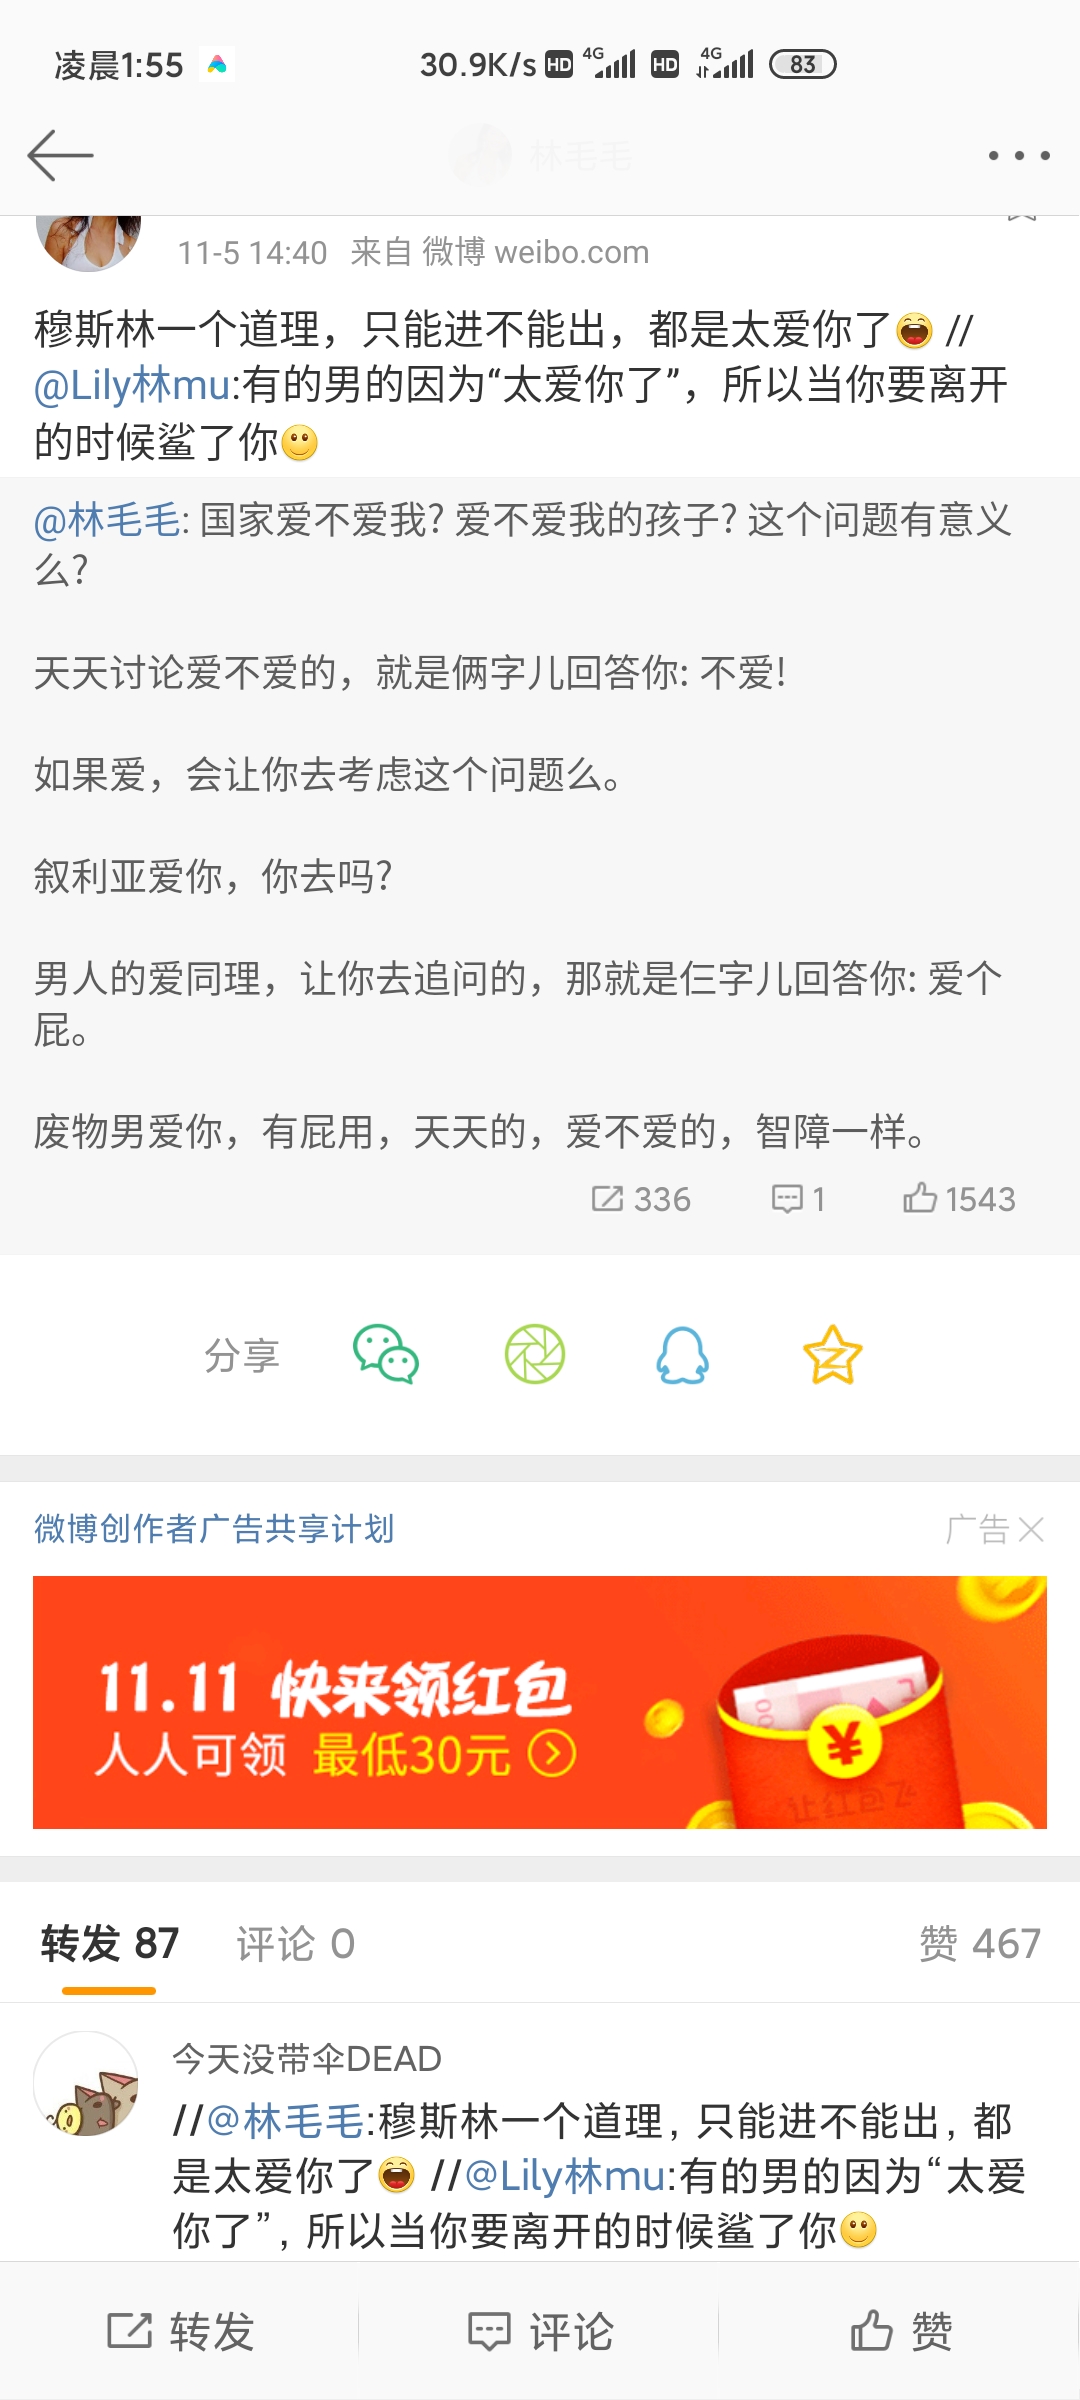 凌晨1:55
30.9K/s HD 4G HD 4G 83
林毛毛
11-5 14:40 来自 微博 weibo.com
穆斯林一个道理，只能进不能出，都是太爱你了 //
@Lily林mu:有的男的因为“太爱你了”，所以当你要离开
的时候鲨了你
@林毛毛: 国家爱不爱我? 爱不爱我的孩子? 这个问题有意义
么?
天天讨论爱不爱的，就是俩字儿回答你: 不爱!
如果爱，会让你去考虑这个问题么。
叙利亚爱你，你去吗?
男人的爱同理，让你去追问的，那就是仨字儿回答你: 爱个
屁。
废物男爱你，有屁用，天天的，爱不爱的，智障一样。
336 1 1543
分享
微博创作者广告共享计划
广告
11.11 快来领红包
人人可领 最低30元
¥
让红包飞
转发 87 评论 0 赞 467
今天没带伞DEAD
//@林毛毛:穆斯林一个道理，只能进不能出，都
是太爱你了 //@Lily林mu:有的男的因为“太爱
你了”，所以当你要离开的时候鲨了你
转发 评论 赞